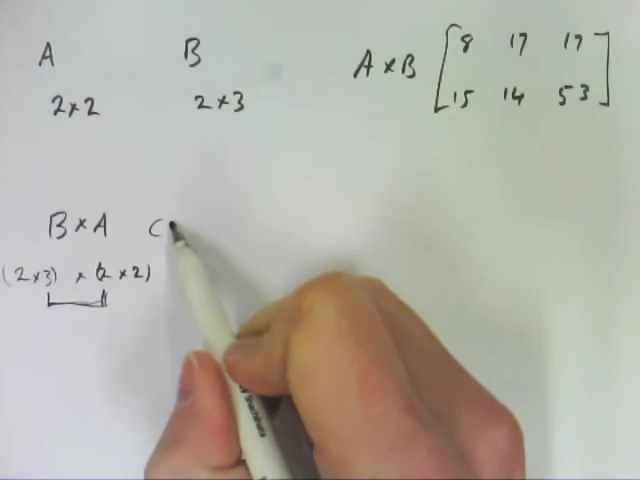 A B
2×2 2×3
A×B [8 17 17
15 14 53]
B×A (
(2×3) × (2×2)